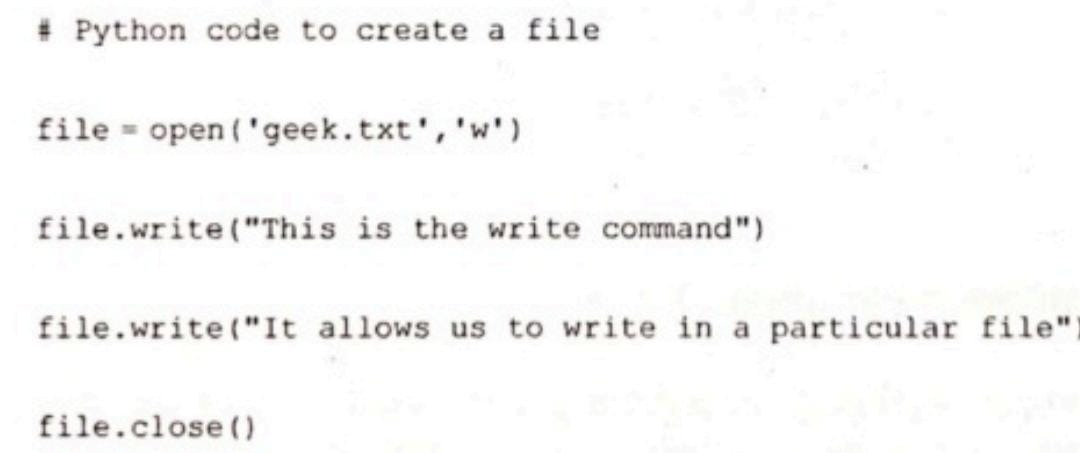 # Python code to create a file
file = open('geek.txt','w')
file.write("This is the write command")
file.write("It allows us to write in a particular file")
file.close()